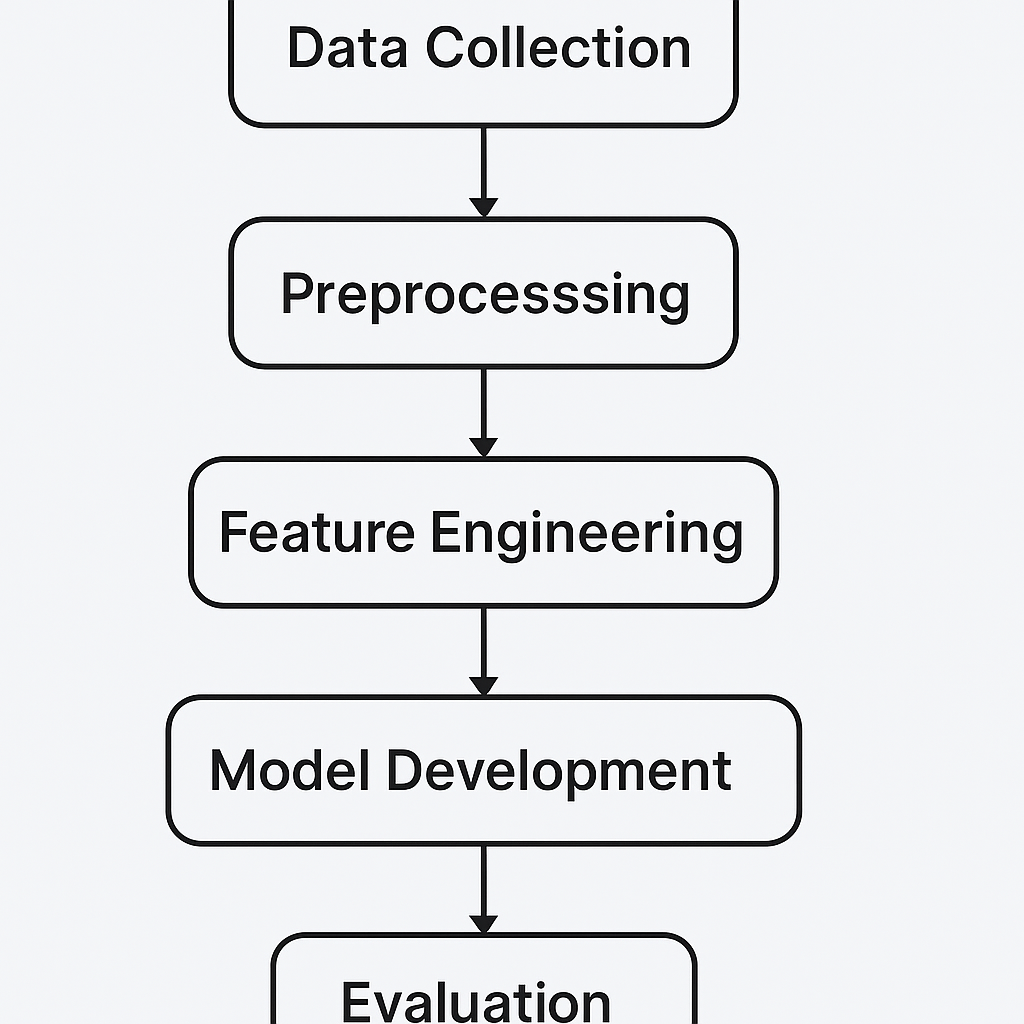 Data Collection
Preprocesssing
Feature Engineering
Model Development
Evaluation